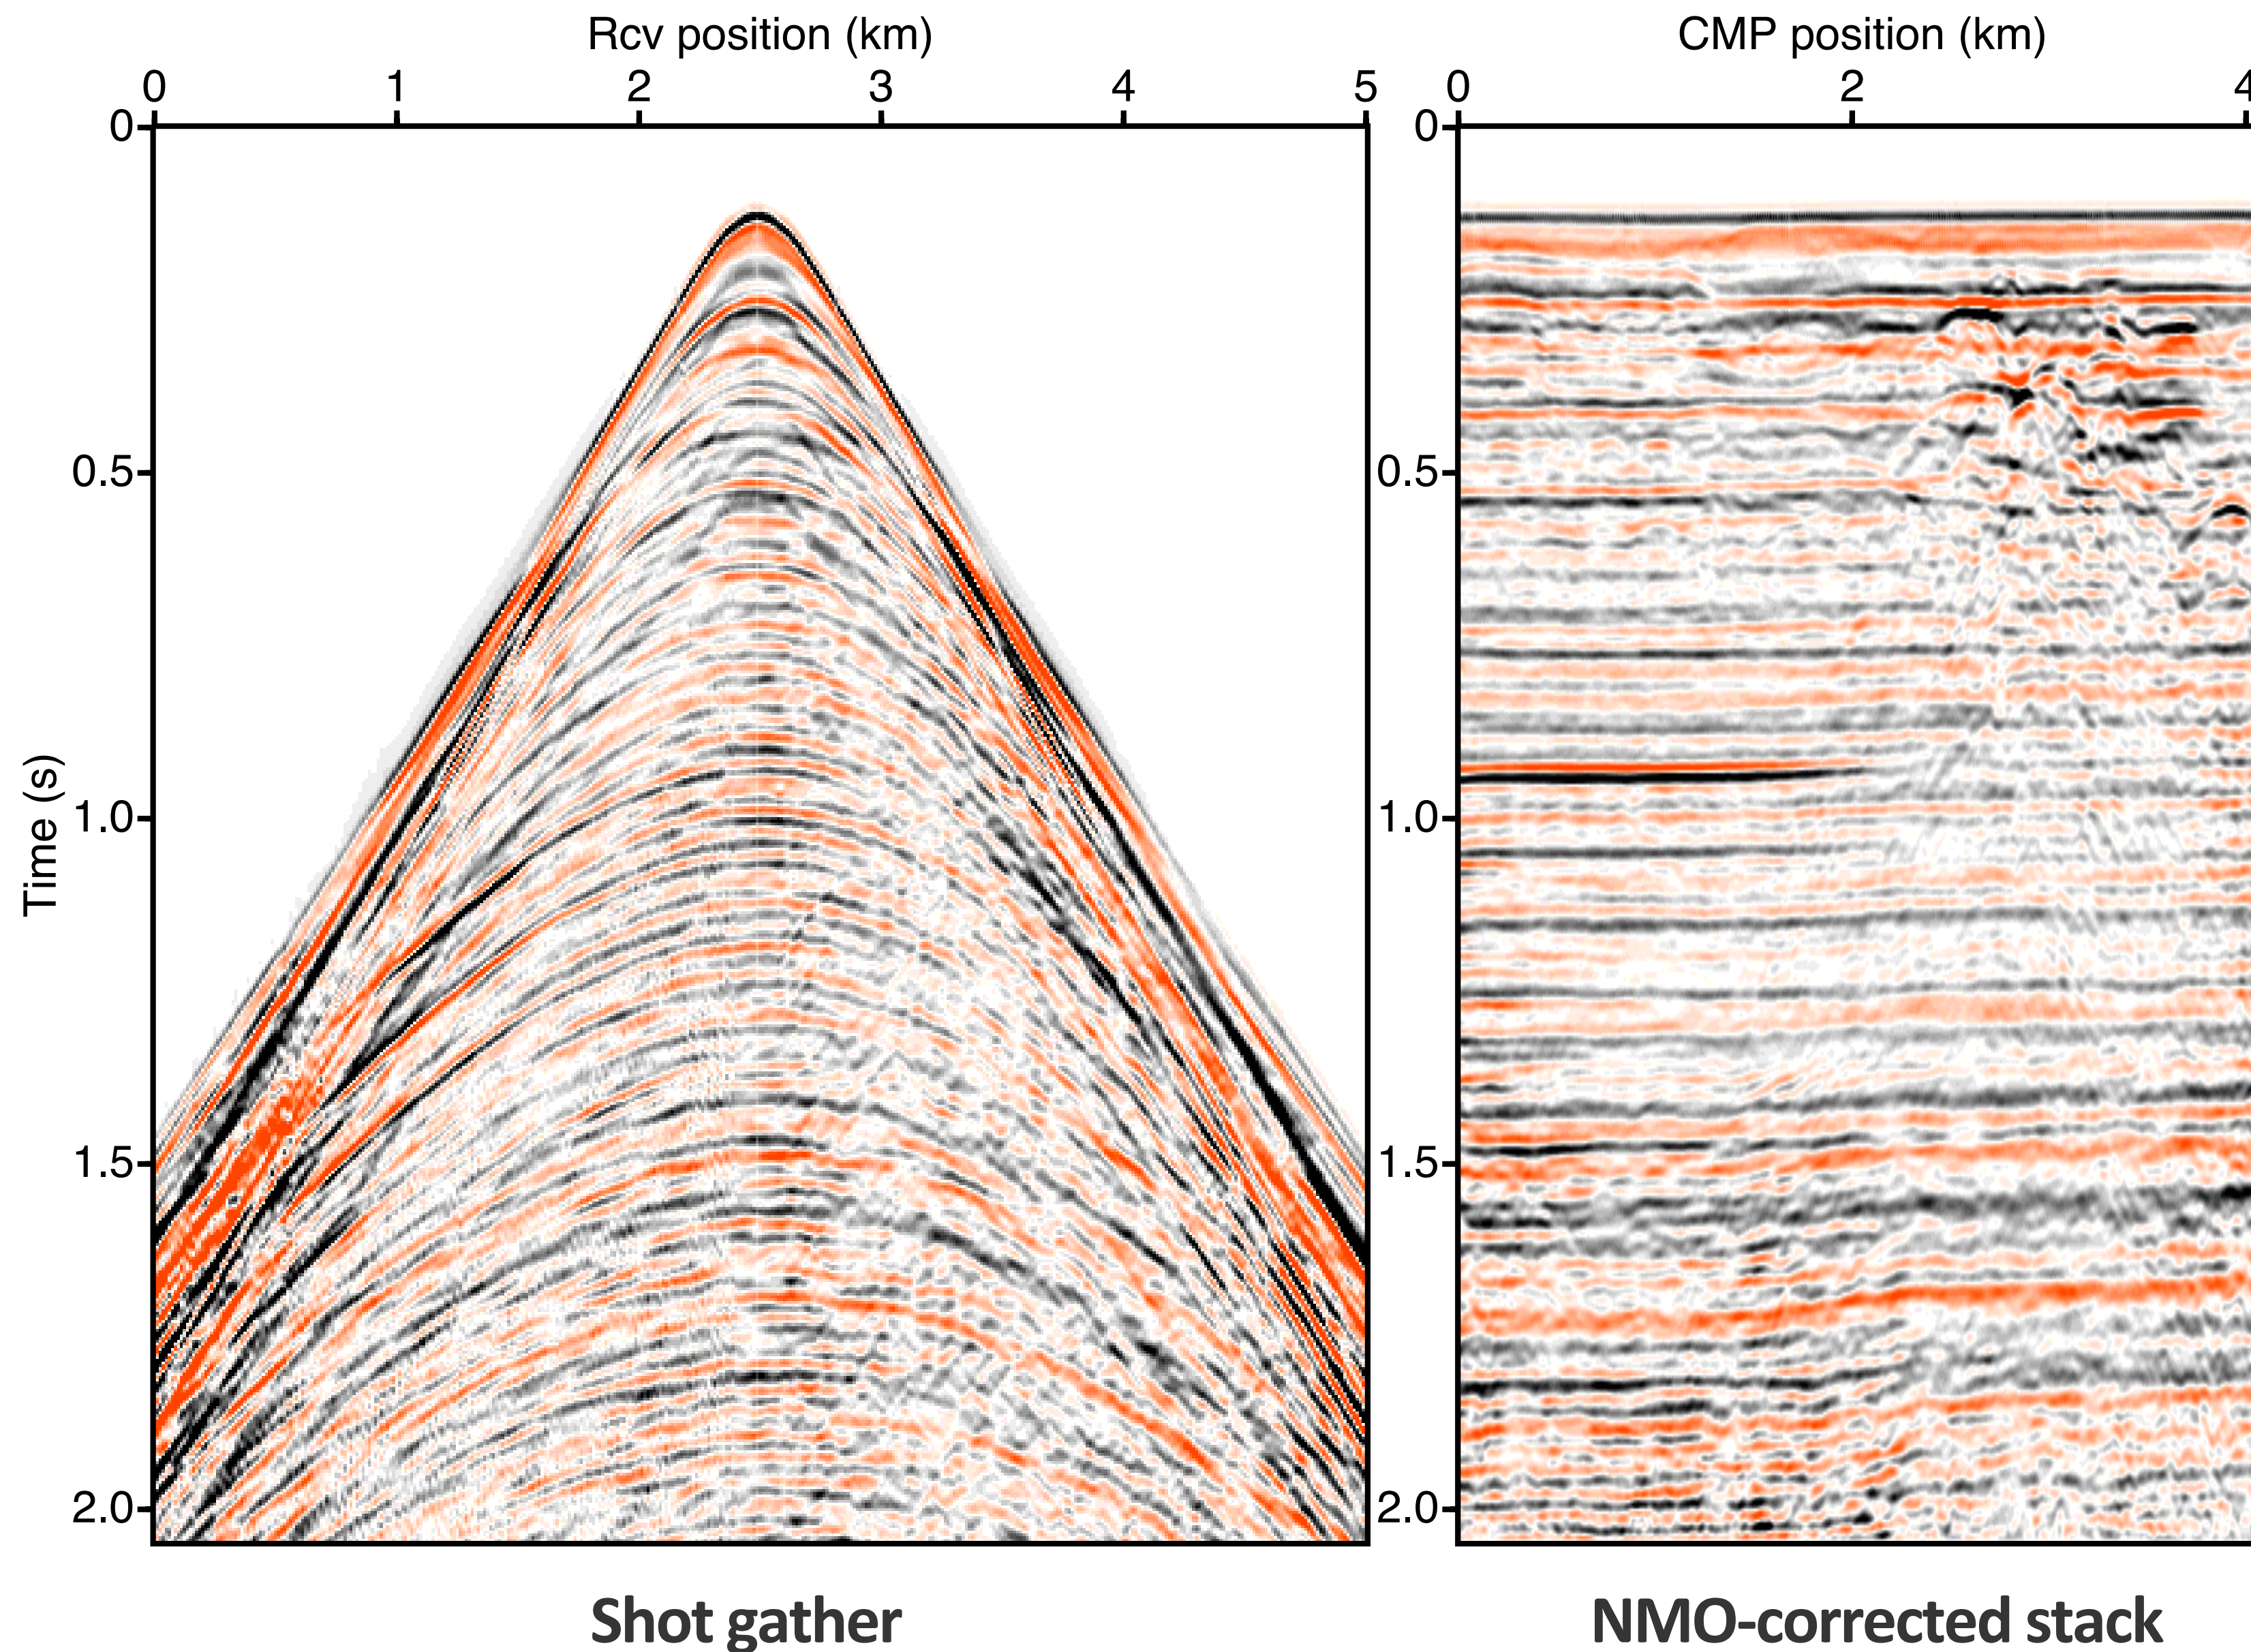 Rcv position (km)
0 1 2 3 4 5
0
0.5
1.0
1.5
2.0
Time (s)
Shot gather
CMP position (km)
0 2 4
0
0.5
1.0
1.5
2.0
NMO-corrected stack